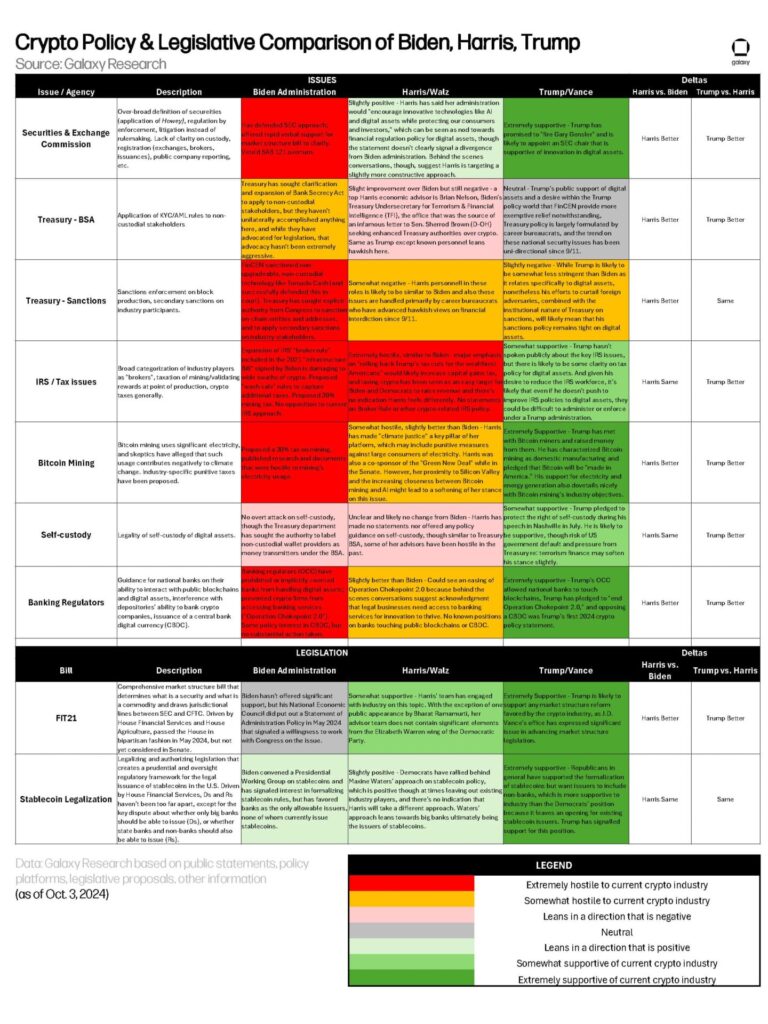 Crypto Policy & Legislative Comparison of Biden, Harris, Trump
Source: Galaxy Research
galaxy
ISSUES
Deltas
Issue / Agency
Description
Biden Administration
Harris/Walz
Trump/Vance
Harris vs. Biden
Trump vs. Harris
Securities & Exchange
Commission
Over-broad definition of securities
(application of Howey), regulation by
enforcement, litigation instead of
rulemaking. Lack of clarity on custody,
registration (exchanges, brokers,
issuances), public company reporting,
etc.
Has defended SEC approach;
offered tepid verbal support for
market structure bill to clarify.
Vetoed SAB 121 overturn.
Slightly positive - Harris has said her administration
would "encourage innovative technologies like AI
and digital assets while protecting our consumers
and investors," which can be seen as nod towards
financial regulation policy for digital assets, though
the statement doesn't clearly signal a divergence
from Biden administration. Behind the scenes
conversations, though, suggest Harris is targeting a
slightly more constructive approach.
Extremely supportive - Trump has
promised to "fire Gary Gensler" and is
likely to appoint an SEC chair that is
supportive of innovation in digital assets.
Harris Better
Trump Better
Treasury - BSA
Application of KYC/AML rules to non-
custodial stakeholders
Treasury has sought clarification
and expansion of Bank Secrecy Act
to apply to non-custodial
stakeholders, but they haven't
unilaterally accomplished anything
here, and while they have
advocated for legislation, that
advocacy hasn't been extremely
aggressive.
Slight improvement over Biden but still negative - a
top Harris economic advisor is Brian Nelson, Biden's
Treasury Undersecretary for Terrorism & Financial
Intelligence (TFI), the office that was the source of
an infamous letter to Sen. Sherrod Brown (D-OH)
seeking enhanced Treasury authorities over crypto.
Same as Trump except known personnel leans
hawkish here.
Neutral - Trump's public support of digital
assets and a desire within the Trump
policy world that FinCEN provide more
exemptive relief notwithstanding,
Treasury policy is largely formulated by
career bureaucrats, and the trend on
these national security issues has been
uni-directional since 9/11.
Harris Better
Trump Better
Treasury - Sanctions
Sanctions enforcement on block
production, secondary sanctions on
industry participants.
FinCEN sanctioned non-
upgradeable, non-custodial
technology like Tornado Cash (and
successfully defended this in
court). Treasury has sought explicit
authority from Congress to sanction
on-chain entities and addresses,
and to apply secondary sanctions
on industry stakeholders.
Somewhat negative - Harris personnell in these
roles is likely to be similar to Biden and also these
issues are handled primarily by career bureaucrats
who have advanced hawkish views on financial
interdiction since 9/11.
Slightly negative - While Trump is likely to
be somewhat less stringent than Biden as
it relates specifically to digital assets,
nonetheless his efforts to curtail foreign
adversaries, combined with the
institutional nature of Treasury on
sanctions, will likely mean that his
sanctions policy remains tight on digital
assets.
Harris Better
Same
IRS / Tax issues
Broad categorization of industry players
as "brokers", taxation of mining/validating
rewards at point of production, crypto
taxes generally.
Expansion of IRS "broker rule"
included in the 2021 "Infrastructure
Bill" signed by Biden is damaging to
wide swaths of crypto. Proposed
"wash sale" rules to capture
additional taxes. Proposed 30%
mining tax. No opposition to current
IRS approach.
Extremely hostile, similar to Biden - major emphasis
on "rolling back Trump's tax cuts for the wealthiest
Americans" would likely increase capital gains tax,
and taxing crypto has been seen as an easy target for
Biden and Democrats to raise revenue and there's
no indication Harris feels differently. No statements
on Broker Rule or other crypto-related IRS policy.
Somewhat supportive - Trump hasn't
spoken publicly about the key IRS issues,
but there is likely to be some clarity on tax
policy and digital assets. And given his
desire to reduce the IRS workforce, it's
likely that even if he doesn't push to
improve IRS policies to digital assets, they
could be difficult to administer or enforce
under a Trump administration.
Harris Same
Trump Better
Bitcoin Mining
Bitcoin mining uses significant electricity,
and skeptics have alleged that such
usage contributes negatively to climate
change. Industry-specific punitive taxes
have been proposed.
Proposed a 30% tax on mining,
published research and documents
that were hostile to mining's
electricity usage
Somewhat hostile, slightly better than Biden - Harris
has made "climate justice" a key pillar of her
platform, which may include punitive measures
against large consumers of electricity. Harris was
also a co-sponsor of the "Green New Deal" while in
the Senate. However, her proximity to Silicon Valley
and the increasing closeness between Bitcoin
mining and AI might lead to a softening of her stance
on this issue.
Extremely Supportive - Trump has met
with Bitcoin miners and raised money
from them. He has characterized Bitcoin
mining as domestic manufacturing and
pledged that Bitcoin will be "made in
America." His support of electricity and
energy generation also dovetails nicely
with Bitcoin mining's industry objectives.
Harris Better
Trump Better
Self-custody
Legality of self-custody of digital assets.
No overt attack on self-custody,
though the Treasury department
has sought the authority to label
non-custodial wallet providers as
money transmitters under the BSA.
Unclear and likely no change from Biden - Harris has
made no statements nor offered any policy
guidance on self-custody, though similar to Treasury
BSA, some of her advisors have been hostile in the
past.
Somewhat supportive - Trump pledged to
protect the right of self-custody during his
speech in Nashville in July. He is likely to
be supportive, though risk of US
government default and pressure from
Treasury re: terrorism finance may soften
his stance slightly.
Harris Better
Trump Better
Banking Regulators
Guidance for national banks on their
ability to interact with public blockchains
and digital assets, interference with
depositories' ability to bank crypto
companies, issuance of a central bank
digital currency (CBDC).
Banking regulators (OCC) have
Slightly better than Biden - Could see an easing of
Operation Chokepoint 2.0 because behind the
scenes conversations suggest acknowledgment
that legal businesses need access to banking
services for innovation to thrive. No known positions
on banks touching public blockchains or CBDC.
Extremely supportive - Trump's OCC
allowed national banks to touch
blockchains, Trump has pledged to "end
Operation Chokepoint 2.0," and opposing
a CBDC was Trump's first 2024 crypto
policy statement.
Harris Better
Trump Better
LEGISLATION
Deltas
Bill
Description
Biden Administration
Harris/Walz
Trump/Vance
Harris vs.
Biden
Trump vs. Harris
FIT21
Comprehensive market structure bill that
determines what is a security and what is
a commodity and draws jurisdictional
lines between SEC and CFTC. Driven by
House Financial Services and House
Agriculture, passed the House in
bipartisan fashion in May 2024, but not
yet considered in Senate.
Biden hasn't offered significant
support, but his National Economic
Council did put out a Statement of
Administration Policy in May 2024
that signaled a willingness to work
with Congress on the issue.
Somewhat supportive - Harris' team has engaged
with industry on this topic. With the exception of one
public appearance by Bharat Ramamurti, her
advisor team does not contain significant elements
from the Elizabeth Warren wing of the Democratic
Party.
Extremely Supportive - Trump is likely to
support any market structure reform
favored by the crypto industry, as J.D.
Vance's office has expressed significant
issue in advancing market structure
legislation.
Harris Better
Trump Better
Stablecoin Legalization
Legalizing and authorizing legislation that
creates a prudential and oversight
regulatory framework for the legal
issuance of stablecoins in the U.S. Driven
by House Financial Services, Ds and Rs
haven't been too far apart, except for the
key dispute about whether only big banks
should be able to issue (Ds), or whether
state banks and non-banks should also
be able to issue (Rs).
Biden convened a Presidential
Working Group on stablecoins and
has signaled interest in formalizing
stablecoin rules, but has favored
banks as the only allowable issuers,
none of whom currently issue
stablecoins.
Slightly positive - Democrats have rallied behind
Maxine Waters' approach on stablecoin policy,
which is positive though at times leaving out existing
industry players, and there's no indication that
Harris will take a different approach. Waters'
approach leans towards big banks ultimately being
the issuers of stablecoins.
Extremely Supportive - Republicans in
general have supported the formalization
of stablecoins but want issuers to include
non-banks, which is more supportive to
industry than the Democrats' position
because it leaves an opening for existing
stablecoin issuers. Trump has signalled
support for this position.
Harris Same
Same
Data: Galaxy Research based on public statements, policy
platforms, legislative proposals, other information
(as of Oct. 3, 2024)
LEGEND
Extremely hostile to current crypto industry
Somewhat hostile to current crypto industry
Leans in a direction that is negative
Neutral
Leans in a direction that is positive
Somewhat supportive of current crypto industry
Extremely supportive of current crypto industry